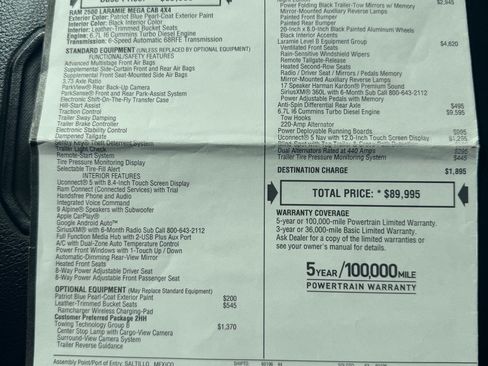 RAM 2500 LARAMIE MEGA CAB 4X4
Exterior Color: Patriot Blue Pearl-Coat Exterior Paint
Interior Color: Black Interior Color
Interior: Leather-Trimmed Bucket Seats
Engine: 6.7L I6 Cummins Turbo Diesel Engine
Transmission: 6-Speed Automatic 68RFE Transmission
STANDARD EQUIPMENT (UNLESS REPLACED BY OPTIONAL EQUIPMENT)
FUNCTIONAL/SAFETY FEATURES
Advanced Multistage Front Air Bags
Supplemental Side-Curtain Front and Rear Air Bags
Supplemental Front Seat-Mounted Side Air Bags
3.73 Axle Ratio
ParkView® Rear Back-Up Camera
ParkSense® Front and Rear Park-Assist System
Electronic Shift-On-The-Fly Transfer Case
Hill-Start Assist
Traction Control
Trailer Sway Damping
Trailer Brake Controller
Electronic Stability Control
Dampened Tailgate
Sentry Key® Theft Deterrent System
Trailer Light Check
Remote-Start System
Tire Pressure Monitoring Display
Selectable Tire-Fill Alert
INTERIOR FEATURES
Uconnect® 5 with 8.4-Inch Touch Screen Display
Ram Connect (Connected Services) with Trial
Handsfree Phone and Audio
Integrated Voice Command
9 Alpine® Speakers with Subwoofer
Apple CarPlay®
Google Android Auto™
SiriusXM® with 6-Month Radio Sub Call 800-643-2112
Full Function Media Hub with 2-USB Plus Aux Port
A/C with Dual-Zone Auto Temperature Control
Power Front Windows with 1-Touch Up / Down
Automatic-Dimming Rear-View Mirror
Heated Front Seats
8-Way Power Adjustable Driver Seat
8-Way Power Adjustable Front Passenger Seat
OPTIONAL EQUIPMENT (May Replace Standard Equipment)
Patriot Blue Pearl-Coat Exterior Paint $200
Leather-Trimmed Bucket Seats $545
Ramcharger Wireless Charging-Pad
Customer Preferred Package 2HH
Towing Technology Group B $1,370
Center Stop Lamp with Cargo-View Camera
Surround-View Camera System
Trailer Reverse Guidance
Assembly Point/Port of Entry: SALTILLO, MEXICO
$2,945
Power Folding Black Trailer-Tow Mirrors w/ Memory
Mirror-Mounted Auxiliary Reverse Lamps
Painted Front Bumper
Painted Rear Bumper
20-Inch x 8.0-Inch Black Painted Aluminum Wheels
Black Interior Accents
Laramie Level B Equipment Group $4,620
Ventilated Front Seats
Rain-Sensitive Windshield Wipers
Remote Tailgate-Release
Heated Second-Row Seats
Radio / Driver Seat / Mirrors / Pedals Memory
Mirror-Mounted Auxiliary Reverse Lamps
17 Speaker Harman Kardon® Premium Sound
SiriusXM® 360L with 6-Month Sub Call 800-643-2112
Power Adjustable Pedals with Memory
Anti-Spin Differential Rear Axle $495
6.7L I6 Cummins Turbo Diesel Engine $9,595
Tow Hooks
220-Amp Alternator
Power Deployable Running Boards
Uconnect® 5 Nav with 12.0-Inch Touch Screen Display
Dual Alternators Rated at 440 Amps
Trailer Tire Pressure Monitoring System
DESTINATION CHARGE $1,895
TOTAL PRICE: * $89,995
WARRANTY COVERAGE
5-year or 100,000-mile Powertrain Limited Warranty.
3-year or 36,000-mile Basic Limited Warranty.
Ask Dealer for a copy of the limited warranties or
see your owner's manual for details.
5 YEAR/100,000 MILE
POWERTRAIN WARRANTY